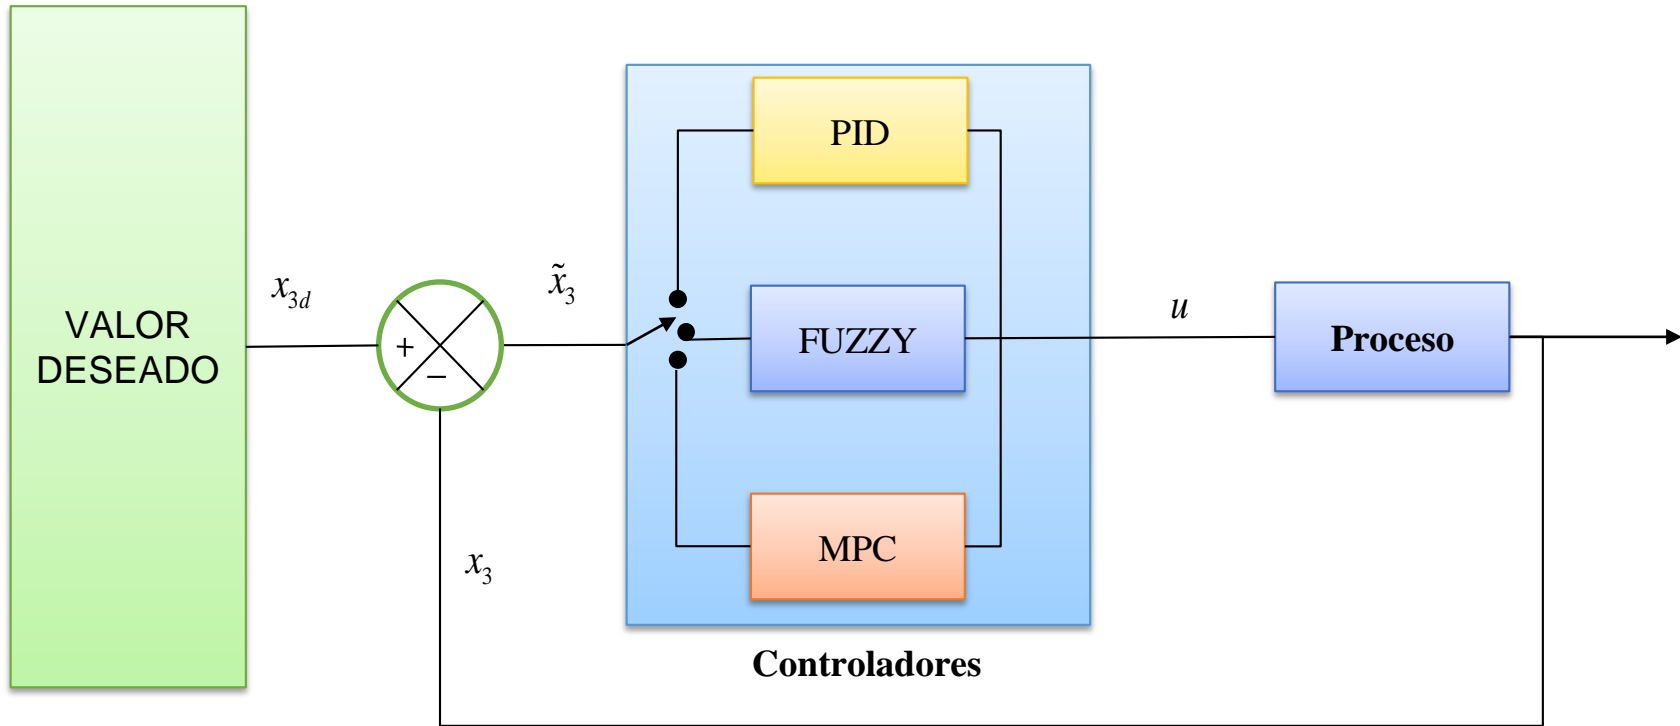 VALOR
DESEADO
x3d
+
−
x̃3
x3
PID
FUZZY
MPC
Controladores
u
Proceso